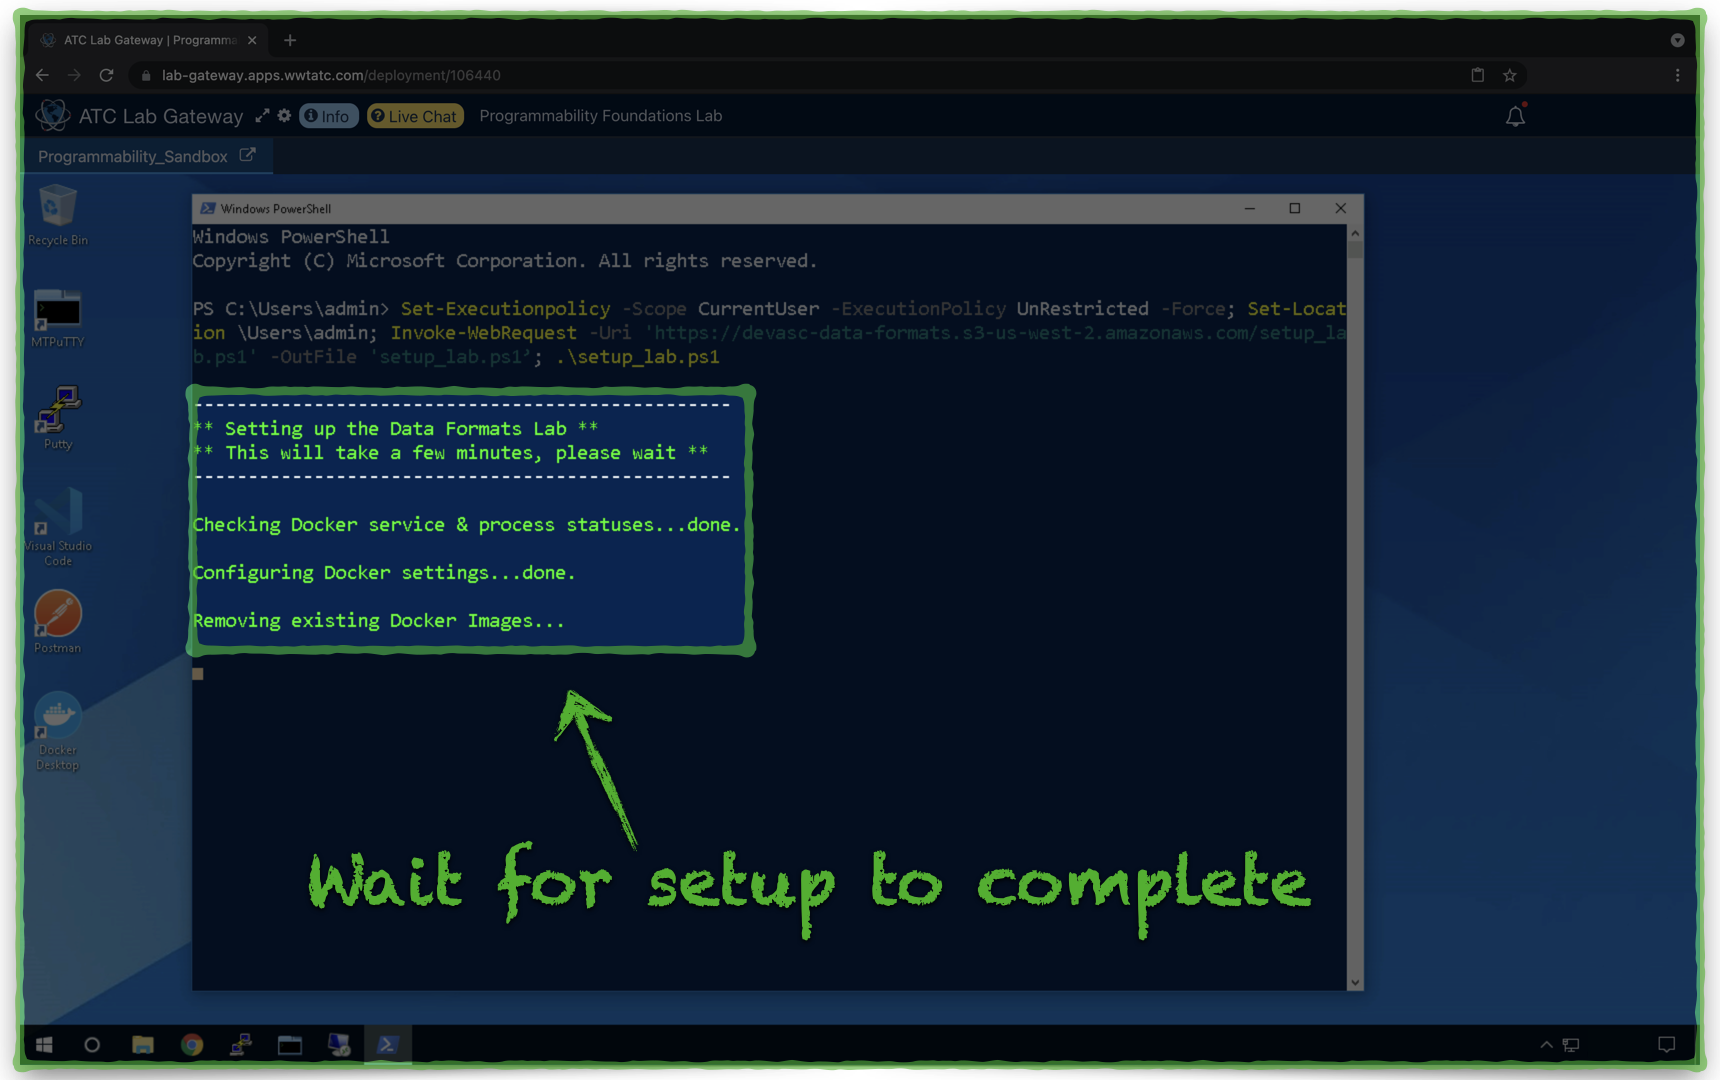 ATC Lab Gateway | Programma
lab-gateway.apps.wwtatc.com/deployment/106440
ATC Lab Gateway Info Live Chat Programmability Foundations Lab
Programmability_Sandbox
Recycle Bin
MTPuTTY
Putty
Visual Studio
Code
Postman
Docker
Desktop
Windows PowerShell
Windows PowerShell
Copyright (C) Microsoft Corporation. All rights reserved.
PS C:\Users\admin> Set-Executionpolicy -Scope CurrentUser -ExecutionPolicy UnRestricted -Force; Set-Locat
ion \Users\admin; Invoke-WebRequest -Uri 'https://devasc-data-formats.s3-us-west-2.amazonaws.com/setup_la
b.ps1' -OutFile 'setup_lab.ps1'; .\setup_lab.ps1
-------------------------------------------------
** Setting up the Data Formats Lab **
** This will take a few minutes, please wait **
-------------------------------------------------
Checking Docker service & process statuses...done.
Configuring Docker settings...done.
Removing existing Docker Images...
Wait for setup to complete